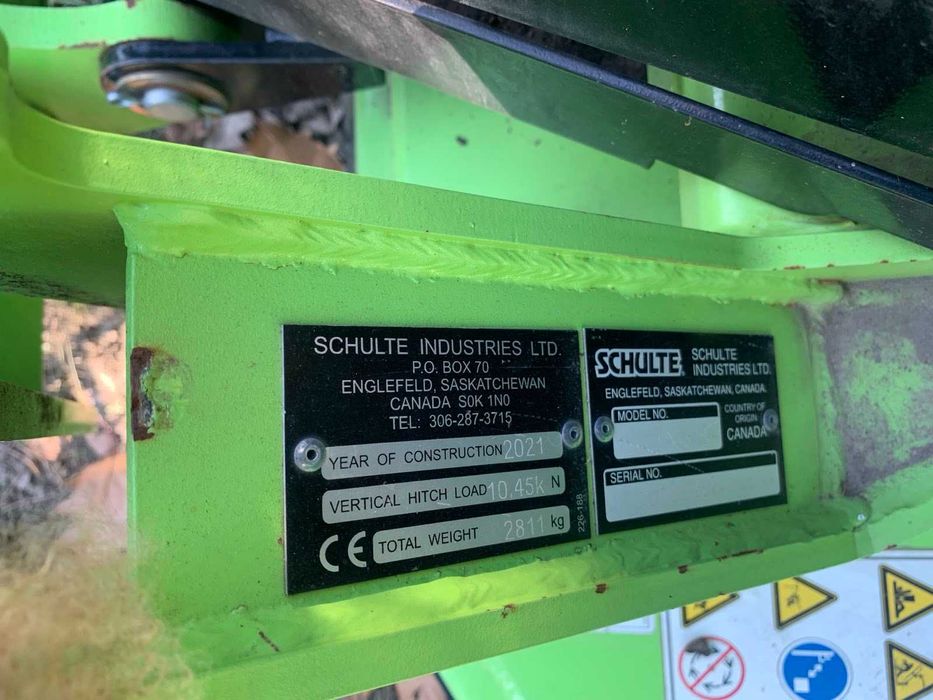 SCHULTE INDUSTRIES LTD.
P.O. BOX 70
ENGLEFELD, SASKATCHEWAN
CANADA S0K 1N0
TEL: 306-287-3715
YEAR OF CONSTRUCTION 2021
VERTICAL HITCH LOAD 10.45k N
CE TOTAL WEIGHT 2811 kg
226-188
SCHULTE SCHULTE
INDUSTRIES LTD.
ENGLEFELD, SASKATCHEWAN, CANADA.
MODEL NO.
COUNTRY OF
ORIGIN:
CANADA
SERIAL NO.